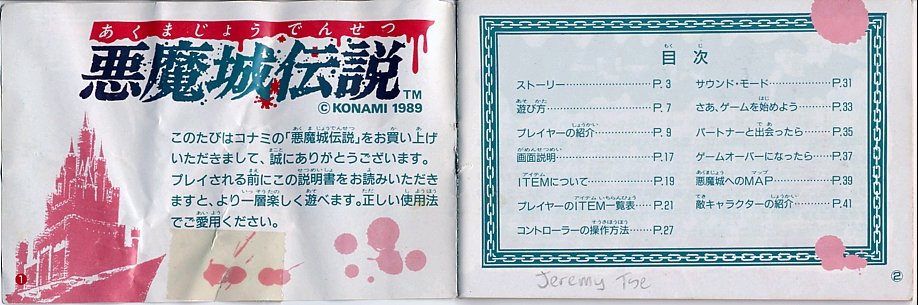 あくまじょうでんせつ
悪魔城伝説™
©KONAMI 1989
このたびはコナミの「悪魔城伝説」をお買い上げ
いただきまして、誠にありがとうございます。
プレイされる前にこの説明書をお読みいただき
ますと、より一層楽しく遊べます。正しい使用法
でご愛用ください。
1
目次
ストーリー…………………P. 3
遊び方………………………P. 7
プレイヤーの紹介…………P. 9
画面説明……………………P.17
ITEMについて……………P.19
プレイヤーのITEM一覧表…P.21
コントローラーの操作方法…P.27
サウンド・モード…………P.31
さあ、ゲームを始めよう……P.33
パートナーと出会ったら……P.35
ゲームオーバーになったら…P.37
悪魔城へのMAP……………P.39
敵キャラクターの紹介………P.41
Jeremy Tse
2